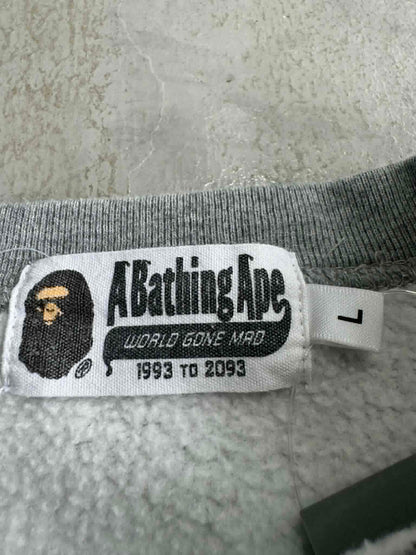 A Bathing Ape
WORLD GONE MAD
1993 TO 2093
®
L